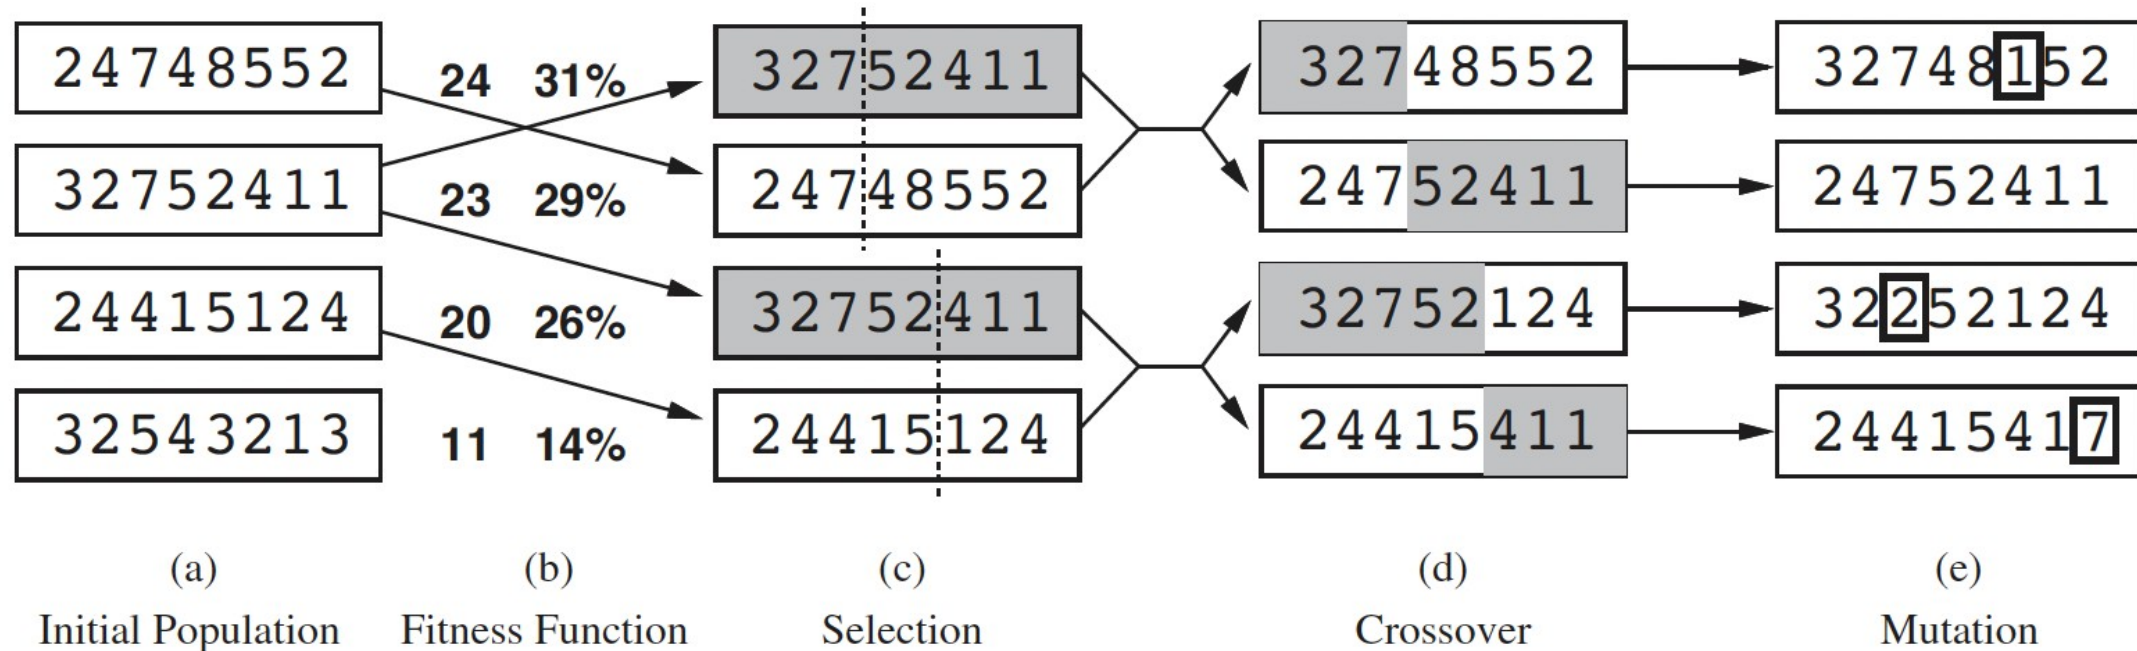 24748552 24 31% 32752411 32748552 32748152
32752411 23 29% 24748552 24752411 24752411
24415124 20 26% 32752411 32752124 32252124
32543213 11 14% 24415124 24415411 24415417
(a) (b) (c) (d) (e)
Initial Population Fitness Function Selection Crossover Mutation